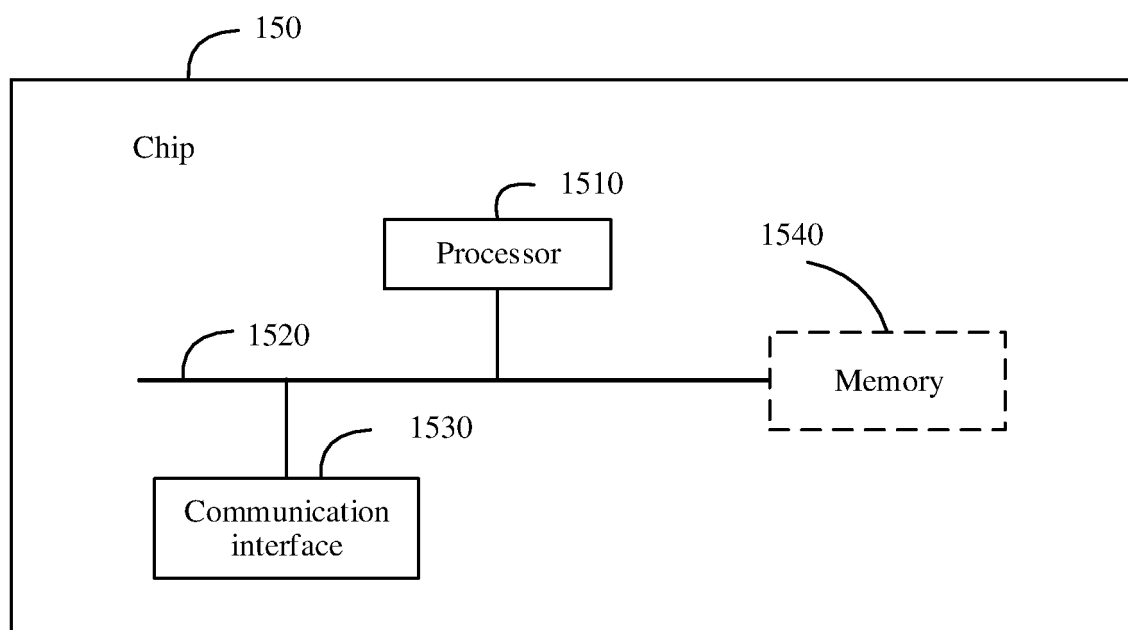 150
Chip
1510
Processor
1540
1520
Memory
1530
Communication
interface